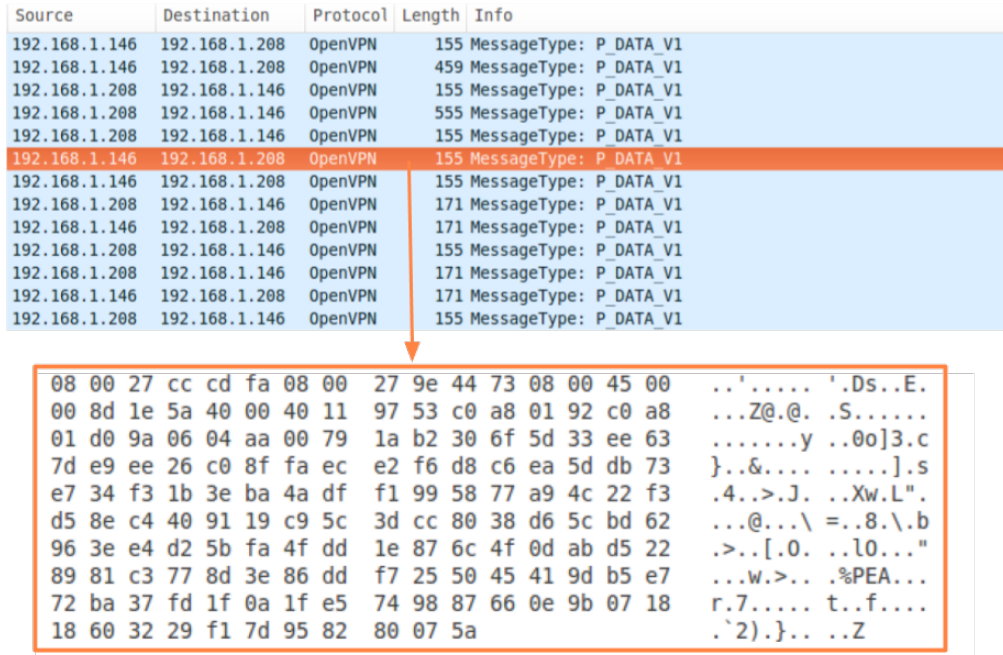 Source Destination Protocol Length Info
192.168.1.146 192.168.1.208 OpenVPN 155 MessageType: P_DATA_V1
192.168.1.146 192.168.1.208 OpenVPN 459 MessageType: P_DATA_V1
192.168.1.208 192.168.1.146 OpenVPN 155 MessageType: P_DATA_V1
192.168.1.208 192.168.1.146 OpenVPN 555 MessageType: P_DATA_V1
192.168.1.208 192.168.1.146 OpenVPN 155 MessageType: P_DATA_V1
192.168.1.146 192.168.1.208 OpenVPN 155 MessageType: P_DATA_V1
192.168.1.146 192.168.1.208 OpenVPN 155 MessageType: P_DATA_V1
192.168.1.208 192.168.1.146 OpenVPN 171 MessageType: P_DATA_V1
192.168.1.146 192.168.1.208 OpenVPN 171 MessageType: P_DATA_V1
192.168.1.208 192.168.1.146 OpenVPN 155 MessageType: P_DATA_V1
192.168.1.208 192.168.1.146 OpenVPN 171 MessageType: P_DATA_V1
192.168.1.146 192.168.1.208 OpenVPN 171 MessageType: P_DATA_V1
192.168.1.208 192.168.1.146 OpenVPN 155 MessageType: P_DATA_V1
08 00 27 cc cd fa 08 00 27 9e 44 73 08 00 45 00 ..'..... '.Ds..E.
00 8d 1e 5a 40 00 40 11 97 53 c0 a8 01 92 c0 a8 ...Z@.@. .S......
01 d0 9a 06 04 aa 00 79 1a b2 30 6f 5d 33 ee 63 .......y ..0o]3.c
7d e9 ee 26 c0 8f fa ec e2 f6 d8 c6 ea 5d db 73 }..&.... .....].s
e7 34 f3 1b 3e ba 4a df f1 99 58 77 a9 4c 22 f3 .4..>.J. ..Xw.L".
d5 8e c4 40 91 19 c9 5c 3d cc 80 38 d6 5c bd 62 ...@...\ =..8.\.b
96 3e e4 d2 5b fa 4f dd 1e 87 6c 4f 0d ab d5 22 .>..[.O. ..lO..."
89 81 c3 77 8d 3e 86 dd f7 25 50 45 41 9d b5 e7 ...w.>.. .%PEA...
72 ba 37 fd 1f 0a 1f e5 74 98 87 66 0e 9b 07 18 r.7..... t..f....
18 60 32 29 f1 7d 95 82 80 07 5a .`2).}.. ..Z